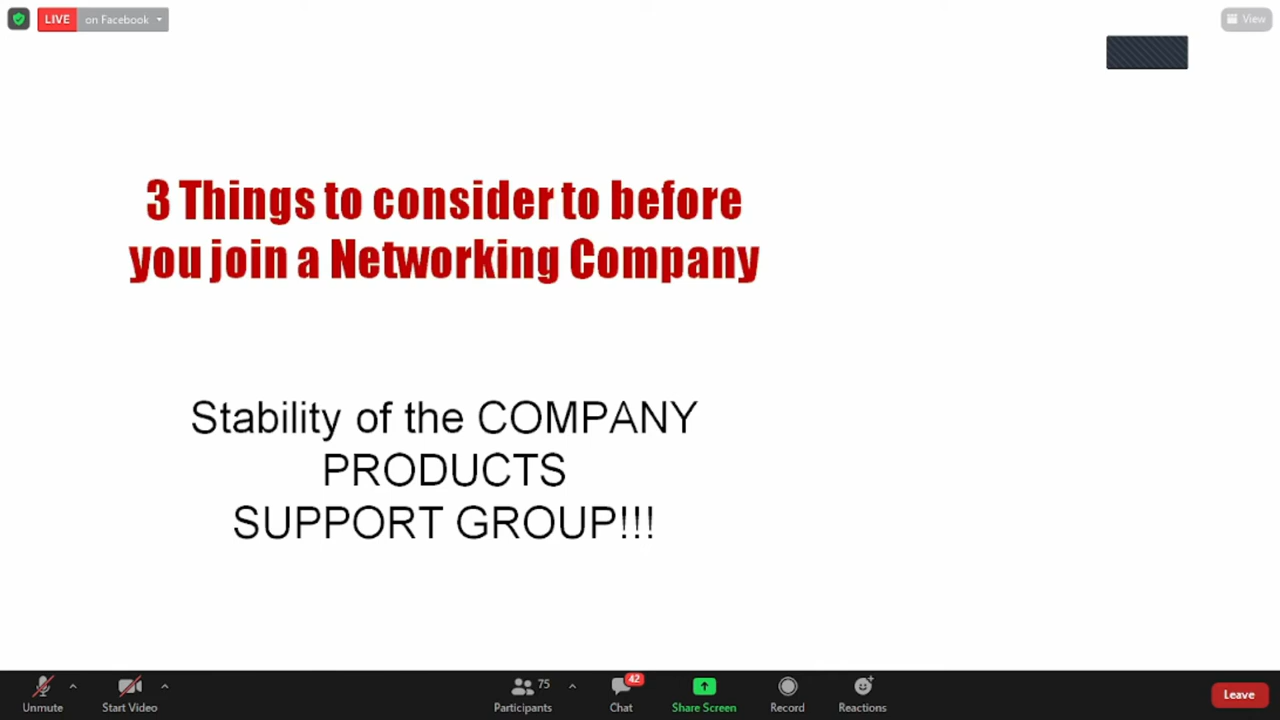 LIVE on Facebook
View
3 Things to consider to before
you join a Networking Company
Stability of the COMPANY
PRODUCTS
SUPPORT GROUP!!!
75
42
Unmute
Start Video
Participants
Chat
Share Screen
Record
Reactions
Leave